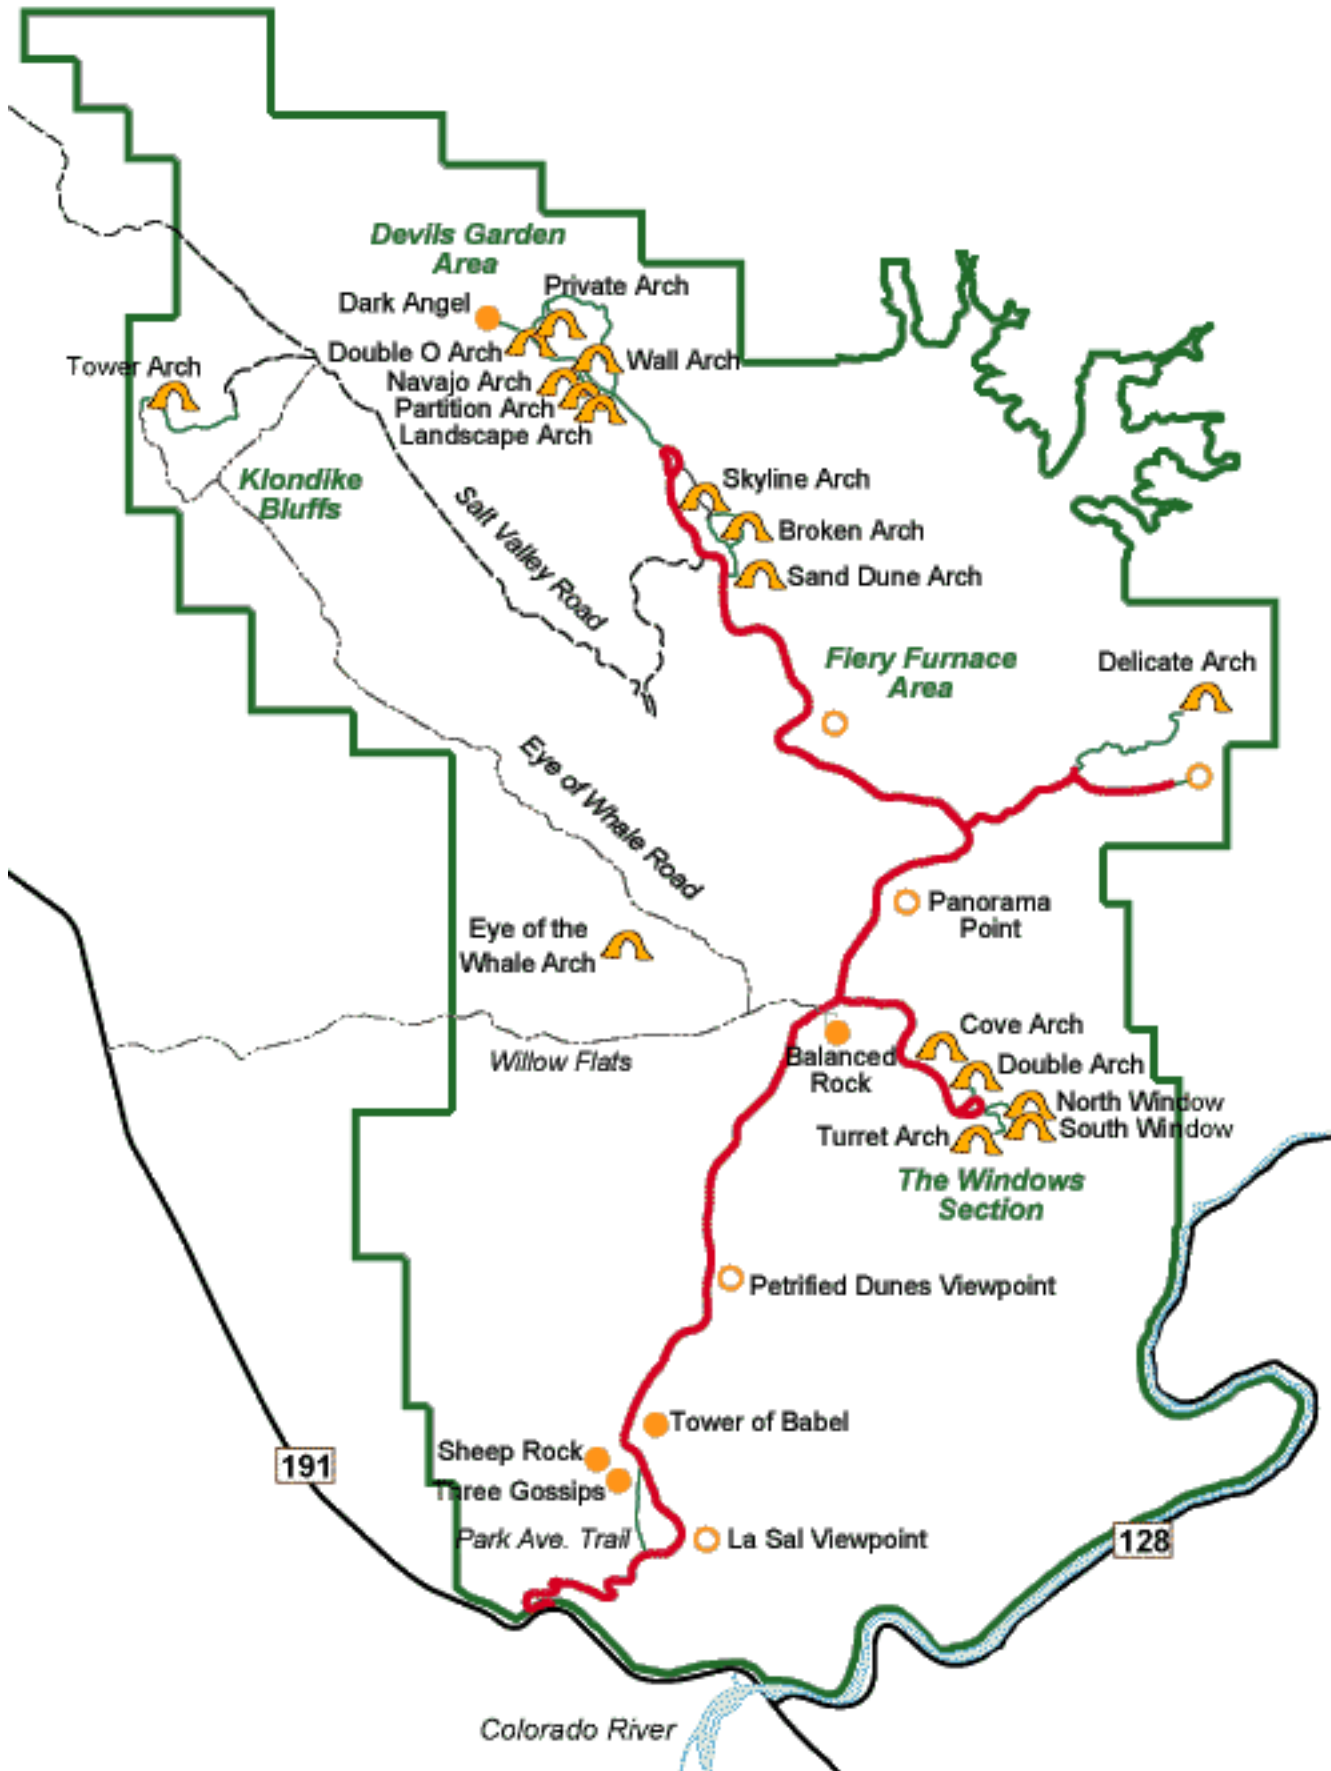 Devils Garden
Area
Private Arch
Dark Angel
Double O Arch
Wall Arch
Tower Arch
Navajo Arch
Partition Arch
Landscape Arch
Klondike
Bluffs
Skyline Arch
Salt Valley Road
Broken Arch
Sand Dune Arch
Fiery Furnace
Area
Delicate Arch
Eye of Whale Road
Panorama
Point
Eye of the
Whale Arch
Cove Arch
Willow Flats
Balanced
Rock
Double Arch
North Window
South Window
Turret Arch
The Windows
Section
Petrified Dunes Viewpoint
Tower of Babel
Sheep Rock
191
Three Gossips
Park Ave. Trail
La Sal Viewpoint
128
Colorado River